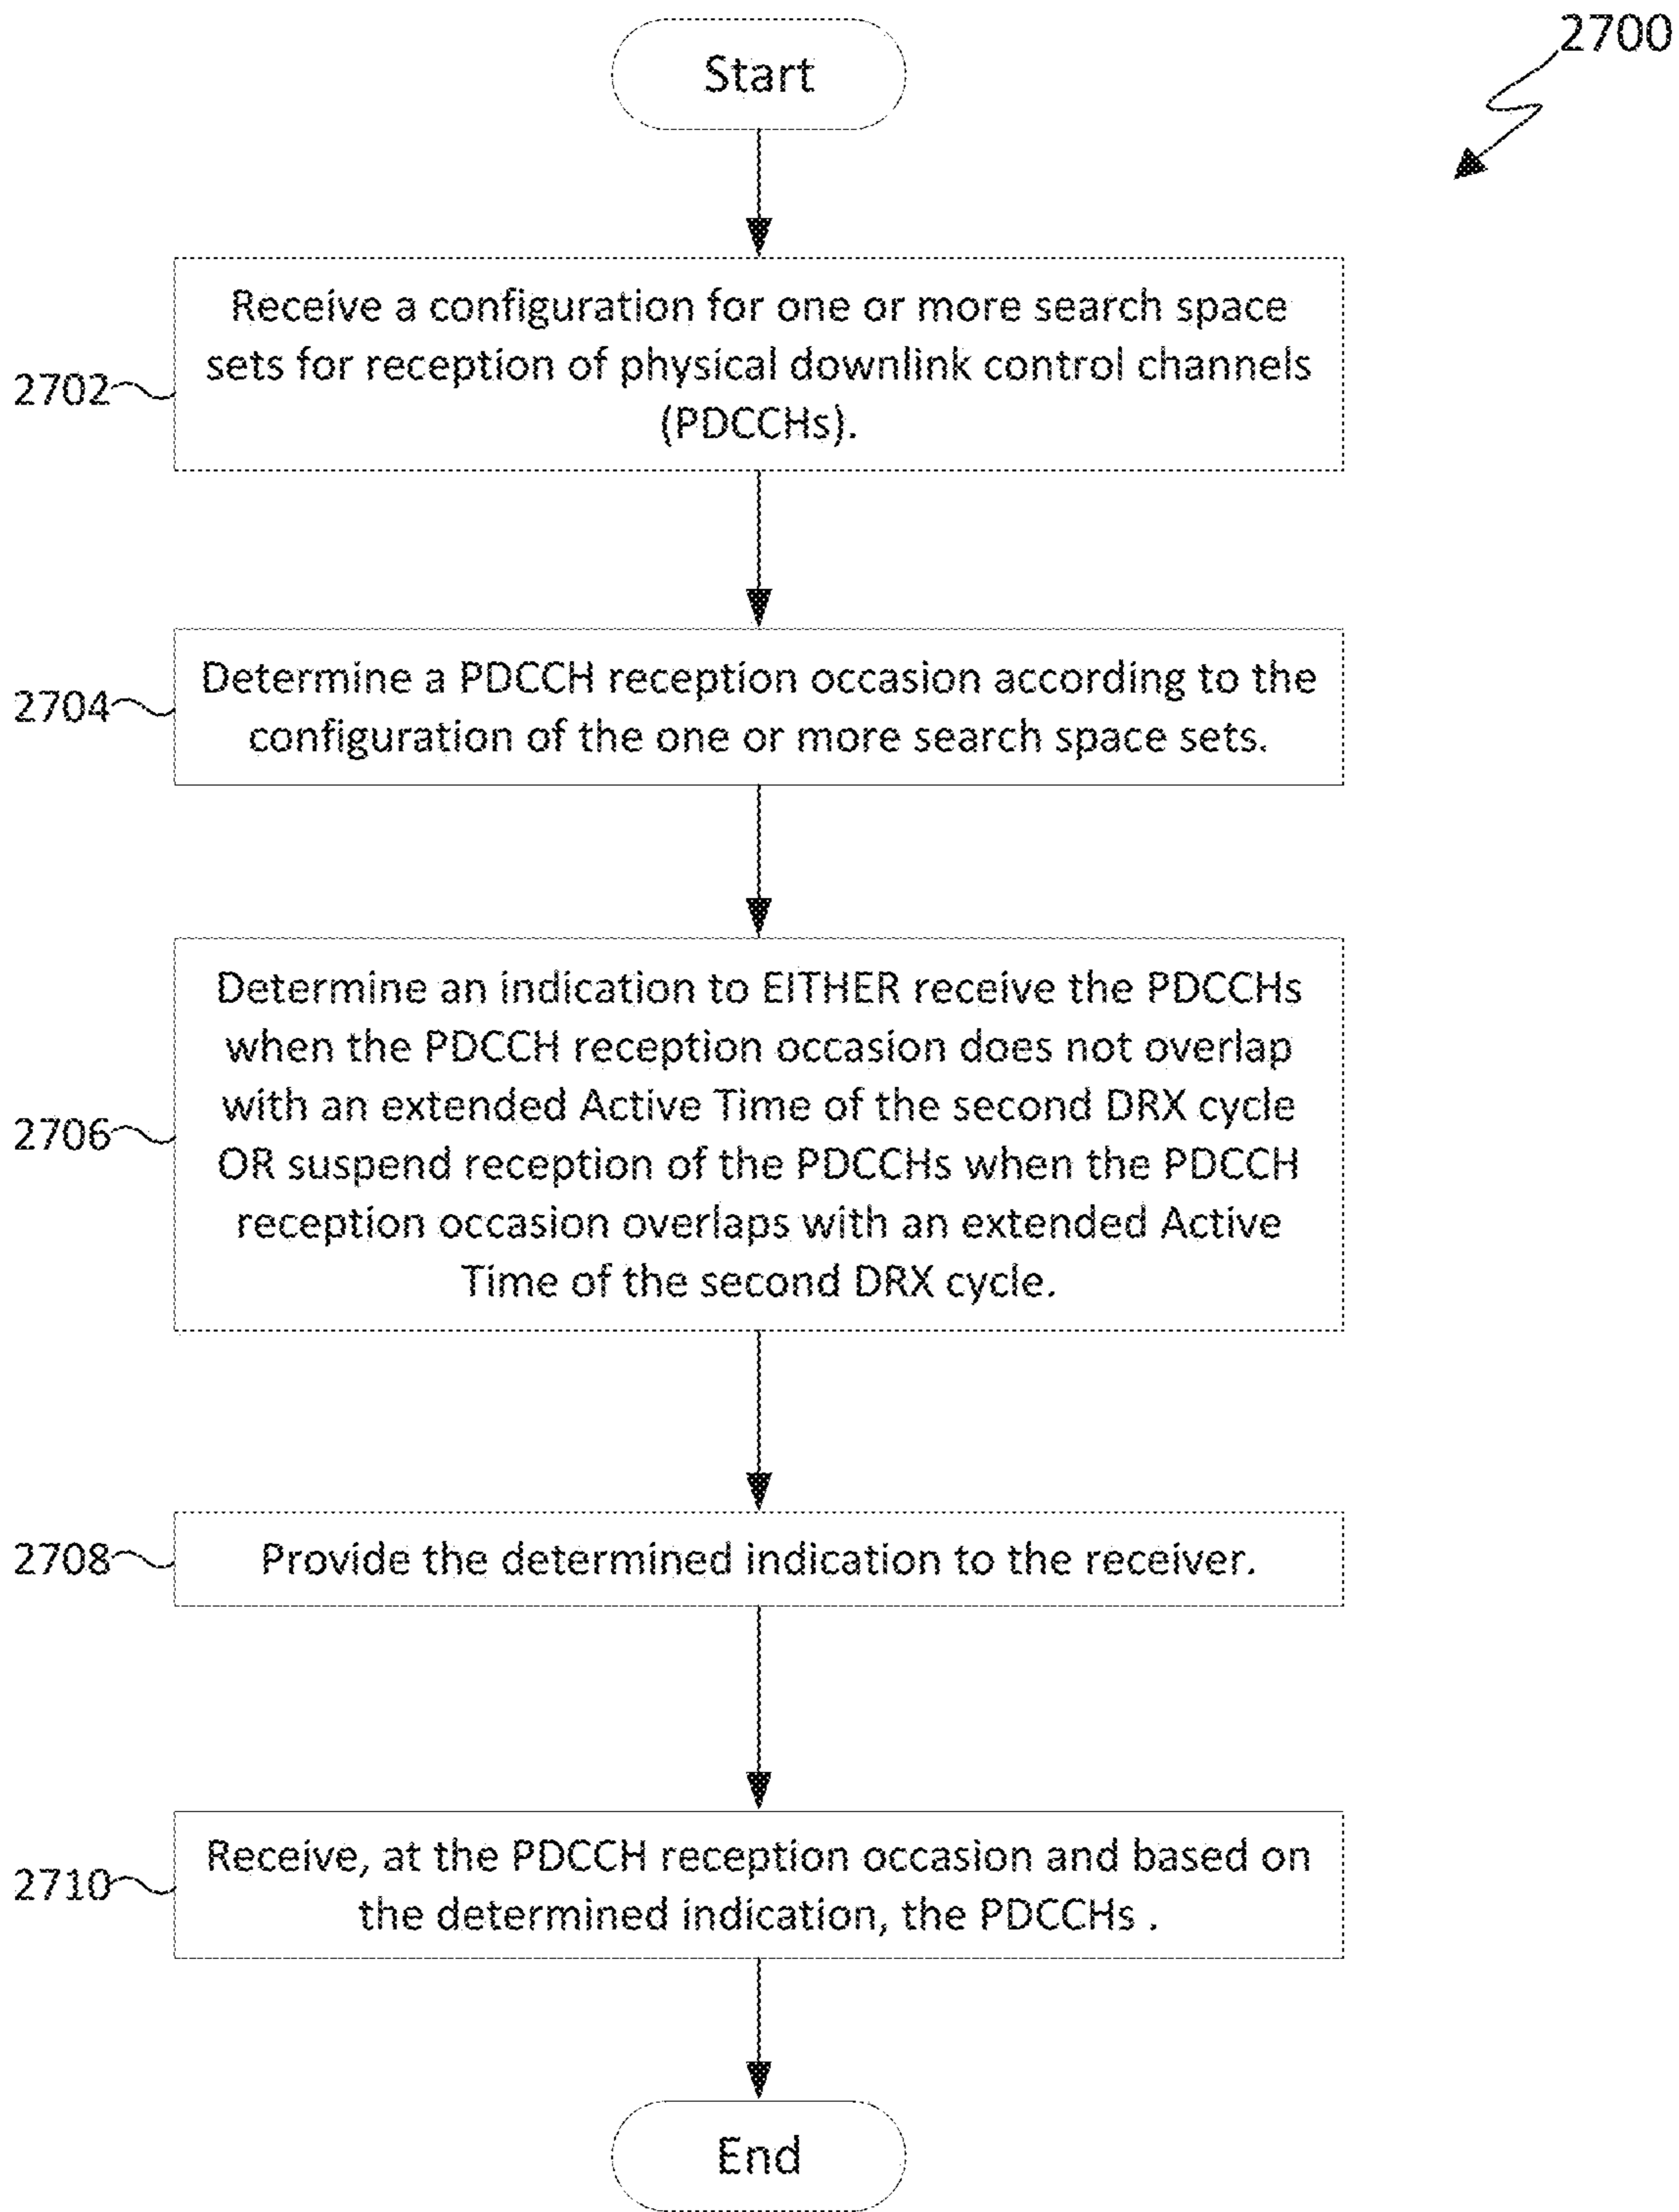 2700
Start
Receive a configuration for one or more search space
sets for reception of physical downlink control channels
(PDCCHs).
2702
Determine a PDCCH reception occasion according to the
configuration of the one or more search space sets.
2704
Determine an indication to EITHER receive the PDCCHs
when the PDCCH reception occasion does not overlap
with an extended Active Time of the second DRX cycle
OR suspend reception of the PDCCHs when the PDCCH
reception occasion overlaps with an extended Active
Time of the second DRX cycle.
2706
Provide the determined indication to the receiver.
2708
Receive, at the PDCCH reception occasion and based on
the determined indication, the PDCCHs .
2710
End